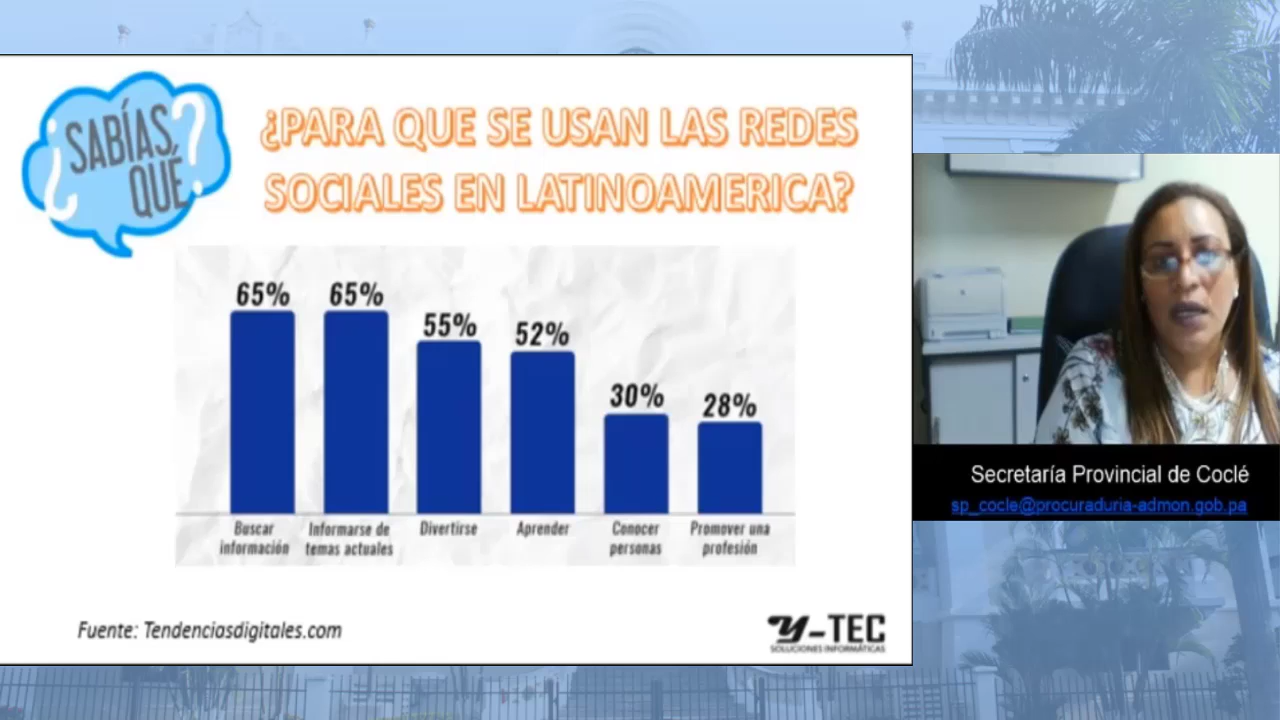 ¿SABÍAS
QUÉ?
¿PARA QUE SE USAN LAS REDES
SOCIALES EN LATINOAMERICA?
65%
65%
55%
52%
30%
28%
Buscar
información
Informarse de
temas actuales
Divertirse
Aprender
Conocer
personas
Promover una
profesión
Fuente: Tendenciasdigitales.com
Y-TEC
SOLUCIONES INFORMÁTICAS
Secretaría Provincial de Coclé
sp_cocle@procuraduria-admon.gob.pa